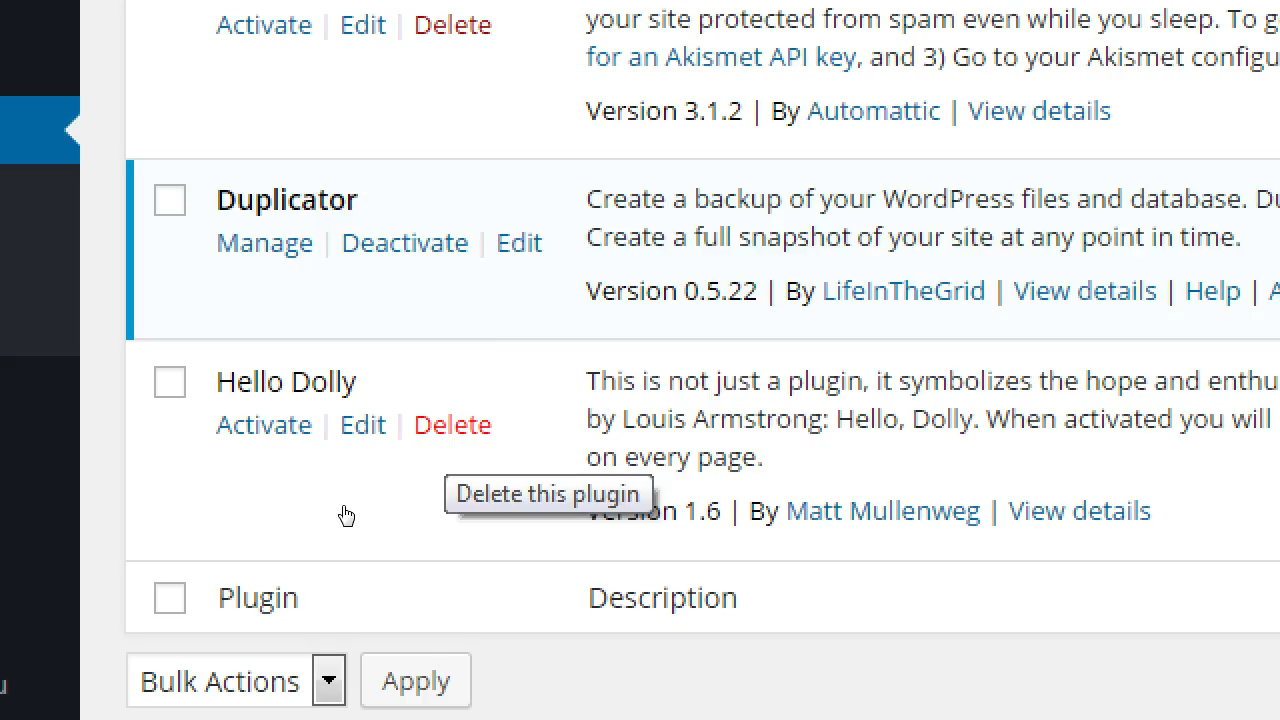 Activate | Edit | Delete
your site protected from spam even while you sleep. To g
for an Akismet API key, and 3) Go to your Akismet configu
Version 3.1.2 | By Automattic | View details
Duplicator
Manage | Deactivate | Edit
Create a backup of your WordPress files and database. Du
Create a full snapshot of your site at any point in time.
Version 0.5.22 | By LifeInTheGrid | View details | Help | A
Hello Dolly
Activate | Edit | Delete
This is not just a plugin, it symbolizes the hope and enthu
by Louis Armstrong: Hello, Dolly. When activated you will
on every page.
Delete this plugin
Version 1.6 | By Matt Mullenweg | View details
Plugin
Description
Bulk Actions
Apply
u